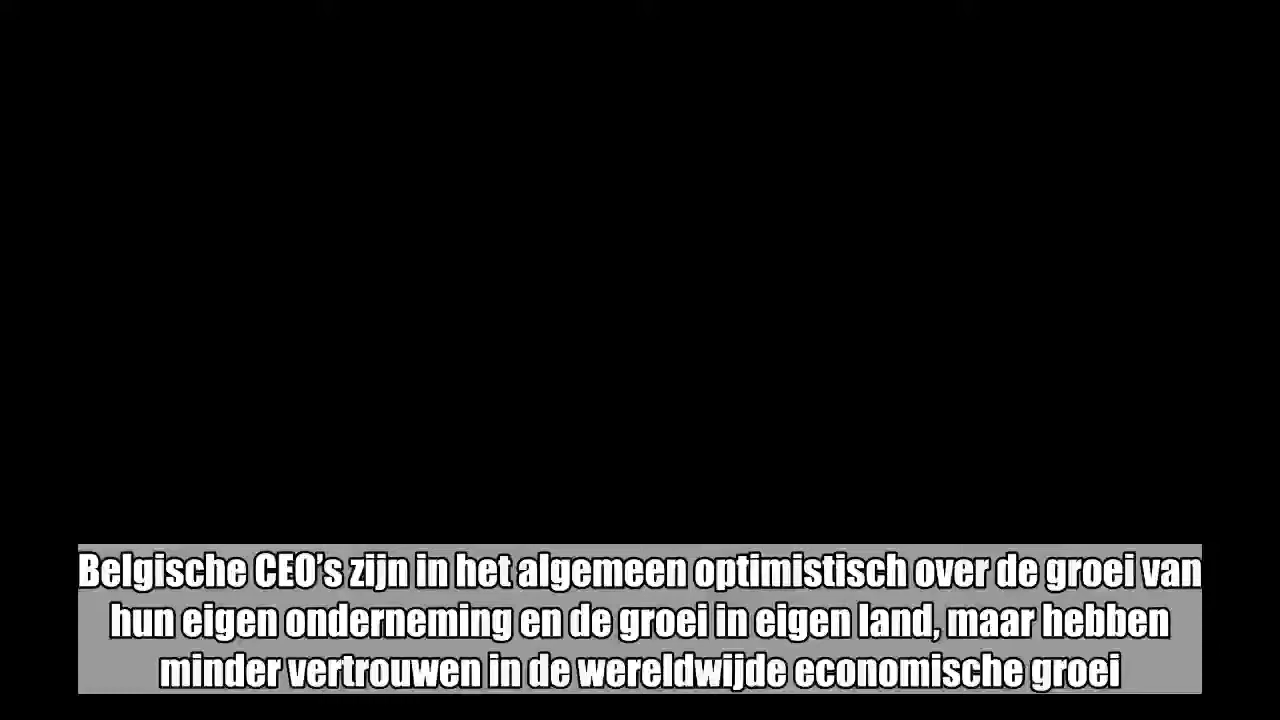 Belgische CEO’s zijn in het algemeen optimistisch over de groei van
hun eigen onderneming en de groei in eigen land, maar hebben
minder vertrouwen in de wereldwijde economische groei